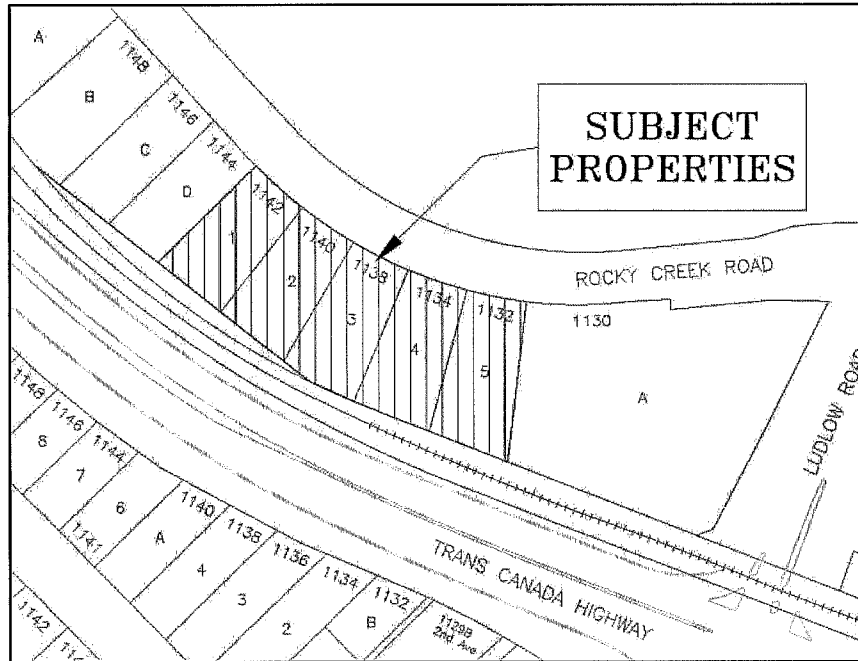 A
1148
B
1146
C
1144
D
SUBJECT
PROPERTIES
1142
1
1140
2
1138
3
1134
4
1132
5
ROCKY CREEK ROAD
1130
A
LUDLOW ROAD
TRANS CANADA HIGHWAY
1148
8
1146
7
1144
6
1141
1140
A
1138
4
1136
3
1134
2
1132
B
1129B
2nd Ave
1142